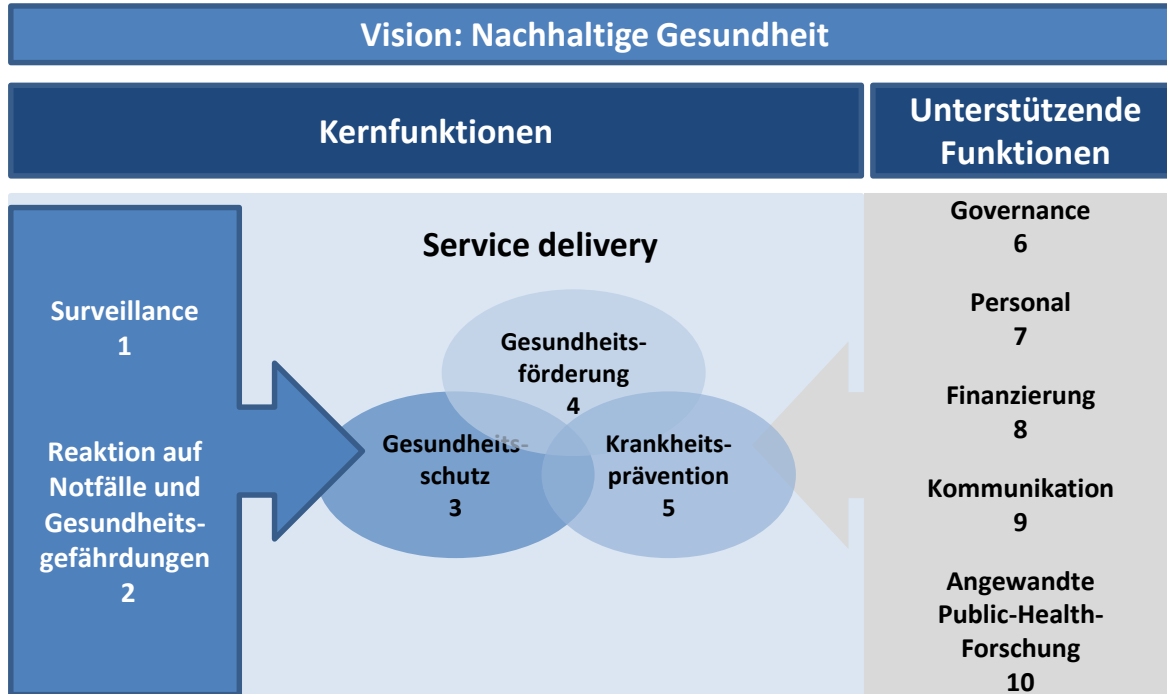 Vision: Nachhaltige Gesundheit
Kernfunktionen
Unterstützende
Funktionen
Surveillance
1
Reaktion auf
Notfälle und
Gesundheits-
gefährdungen
2
Service delivery
Gesundheits-
förderung
4
Gesundheits-
schutz
3
Krankheits-
prävention
5
Governance
6
Personal
7
Finanzierung
8
Kommunikation
9
Angewandte
Public-Health-
Forschung
10